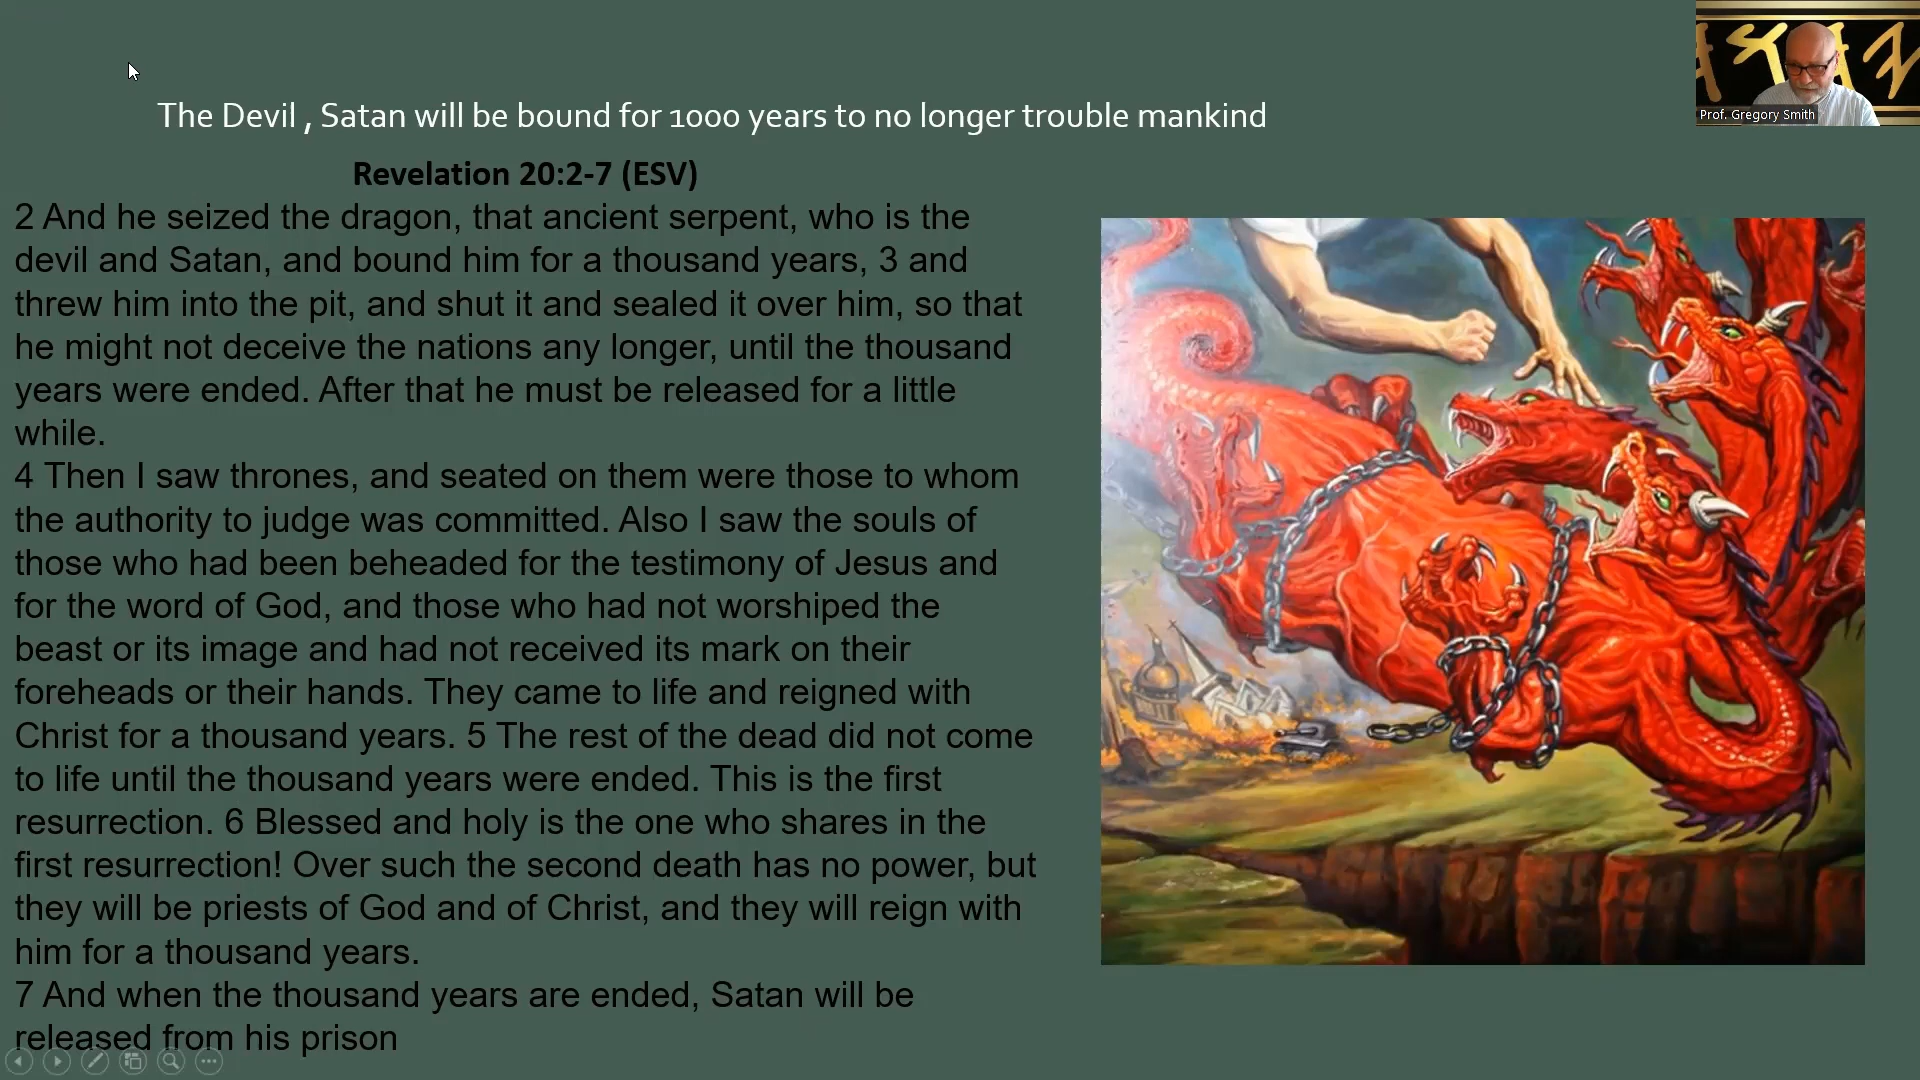 The Devil , Satan will be bound for 1000 years to no longer trouble mankind
Prof. Gregory Smith
Revelation 20:2-7 (ESV)
2 And he seized the dragon, that ancient serpent, who is the
devil and Satan, and bound him for a thousand years, 3 and
threw him into the pit, and shut it and sealed it over him, so that
he might not deceive the nations any longer, until the thousand
years were ended. After that he must be released for a little
while.
4 Then I saw thrones, and seated on them were those to whom
the authority to judge was committed. Also I saw the souls of
those who had been beheaded for the testimony of Jesus and
for the word of God, and those who had not worshiped the
beast or its image and had not received its mark on their
foreheads or their hands. They came to life and reigned with
Christ for a thousand years. 5 The rest of the dead did not come
to life until the thousand years were ended. This is the first
resurrection. 6 Blessed and holy is the one who shares in the
first resurrection! Over such the second death has no power, but
they will be priests of God and of Christ, and they will reign with
him for a thousand years.
7 And when the thousand years are ended, Satan will be
released from his prison